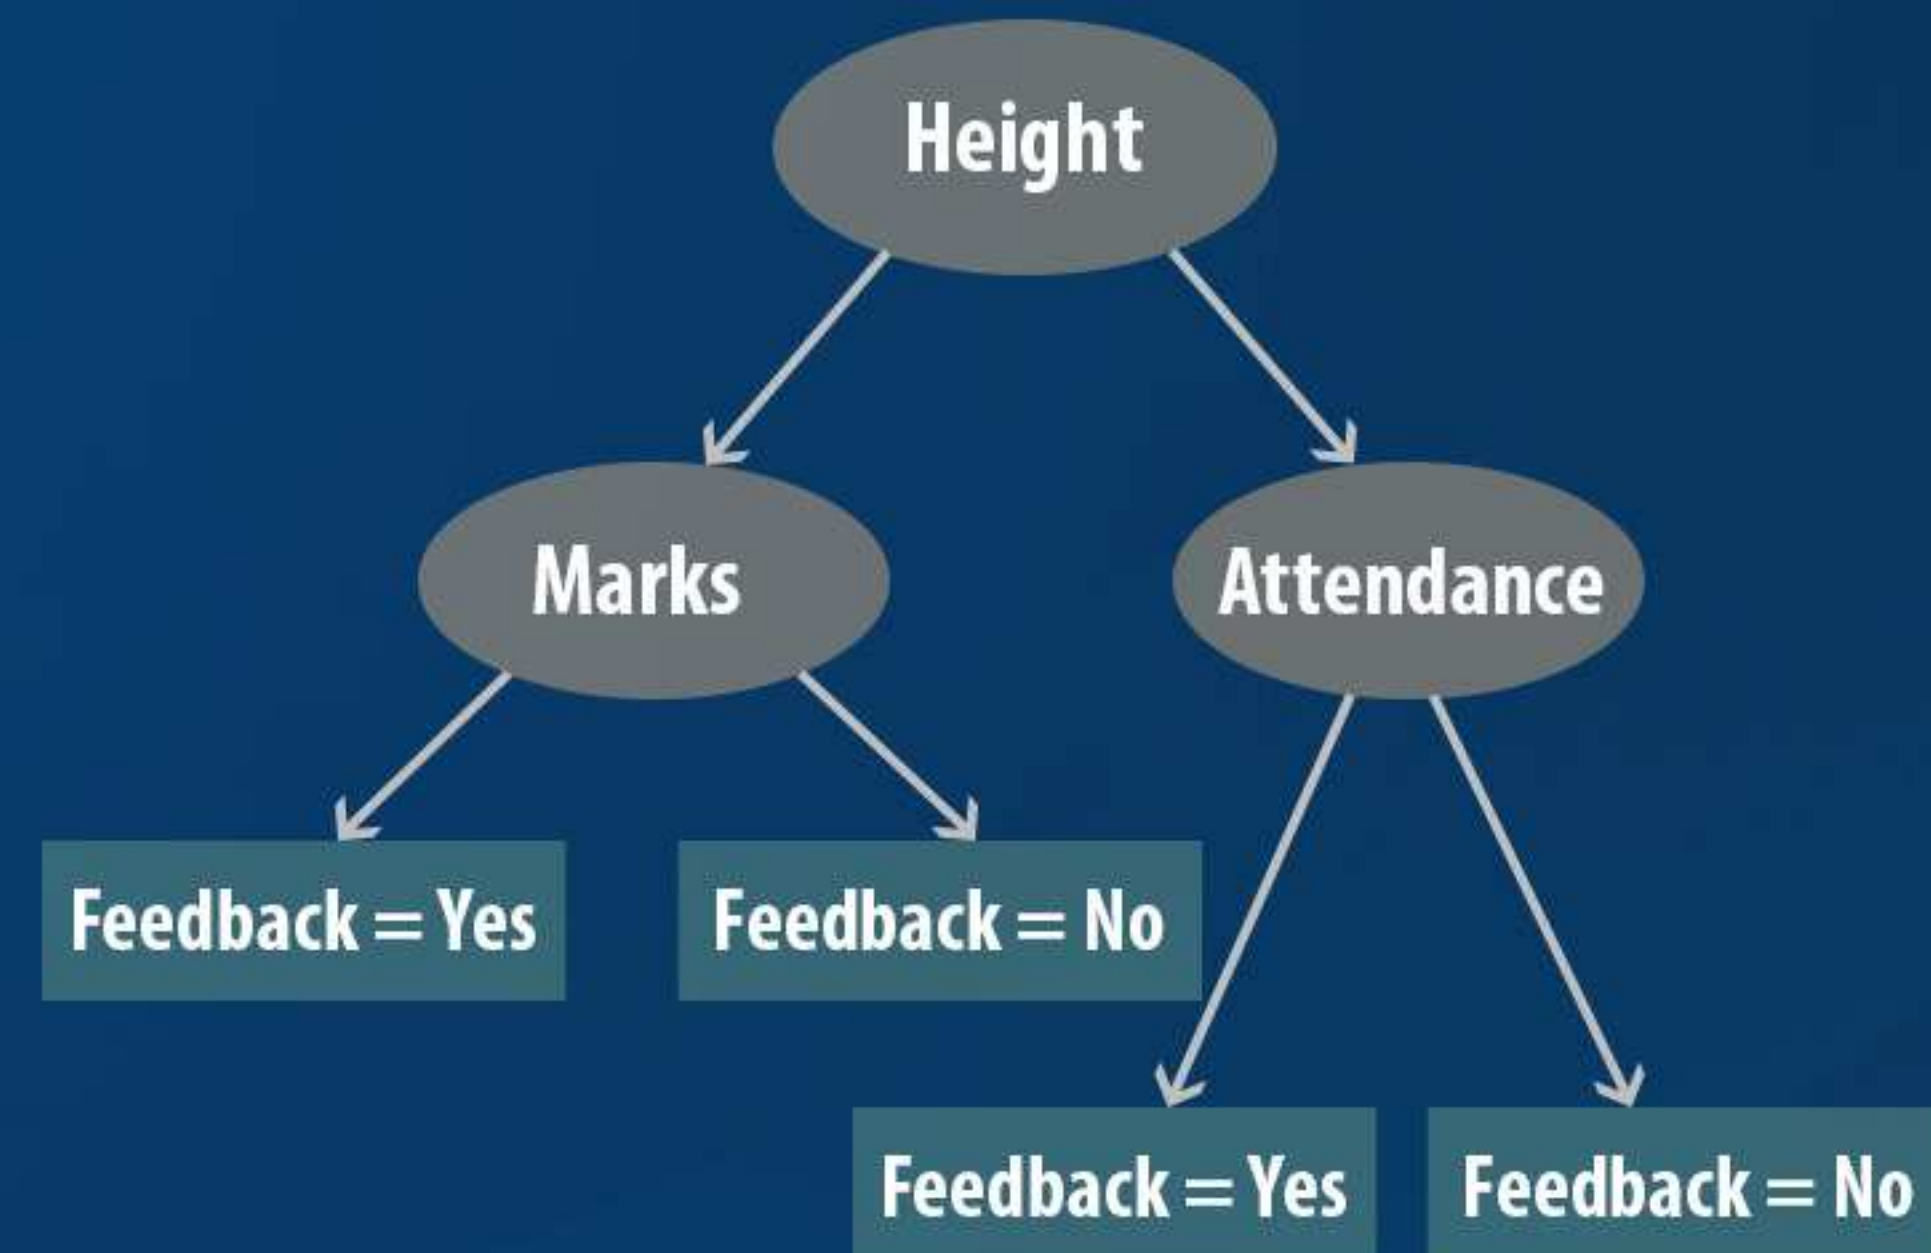 Height
Marks
Attendance
Feedback = Yes
Feedback = No
Feedback = Yes
Feedback = No